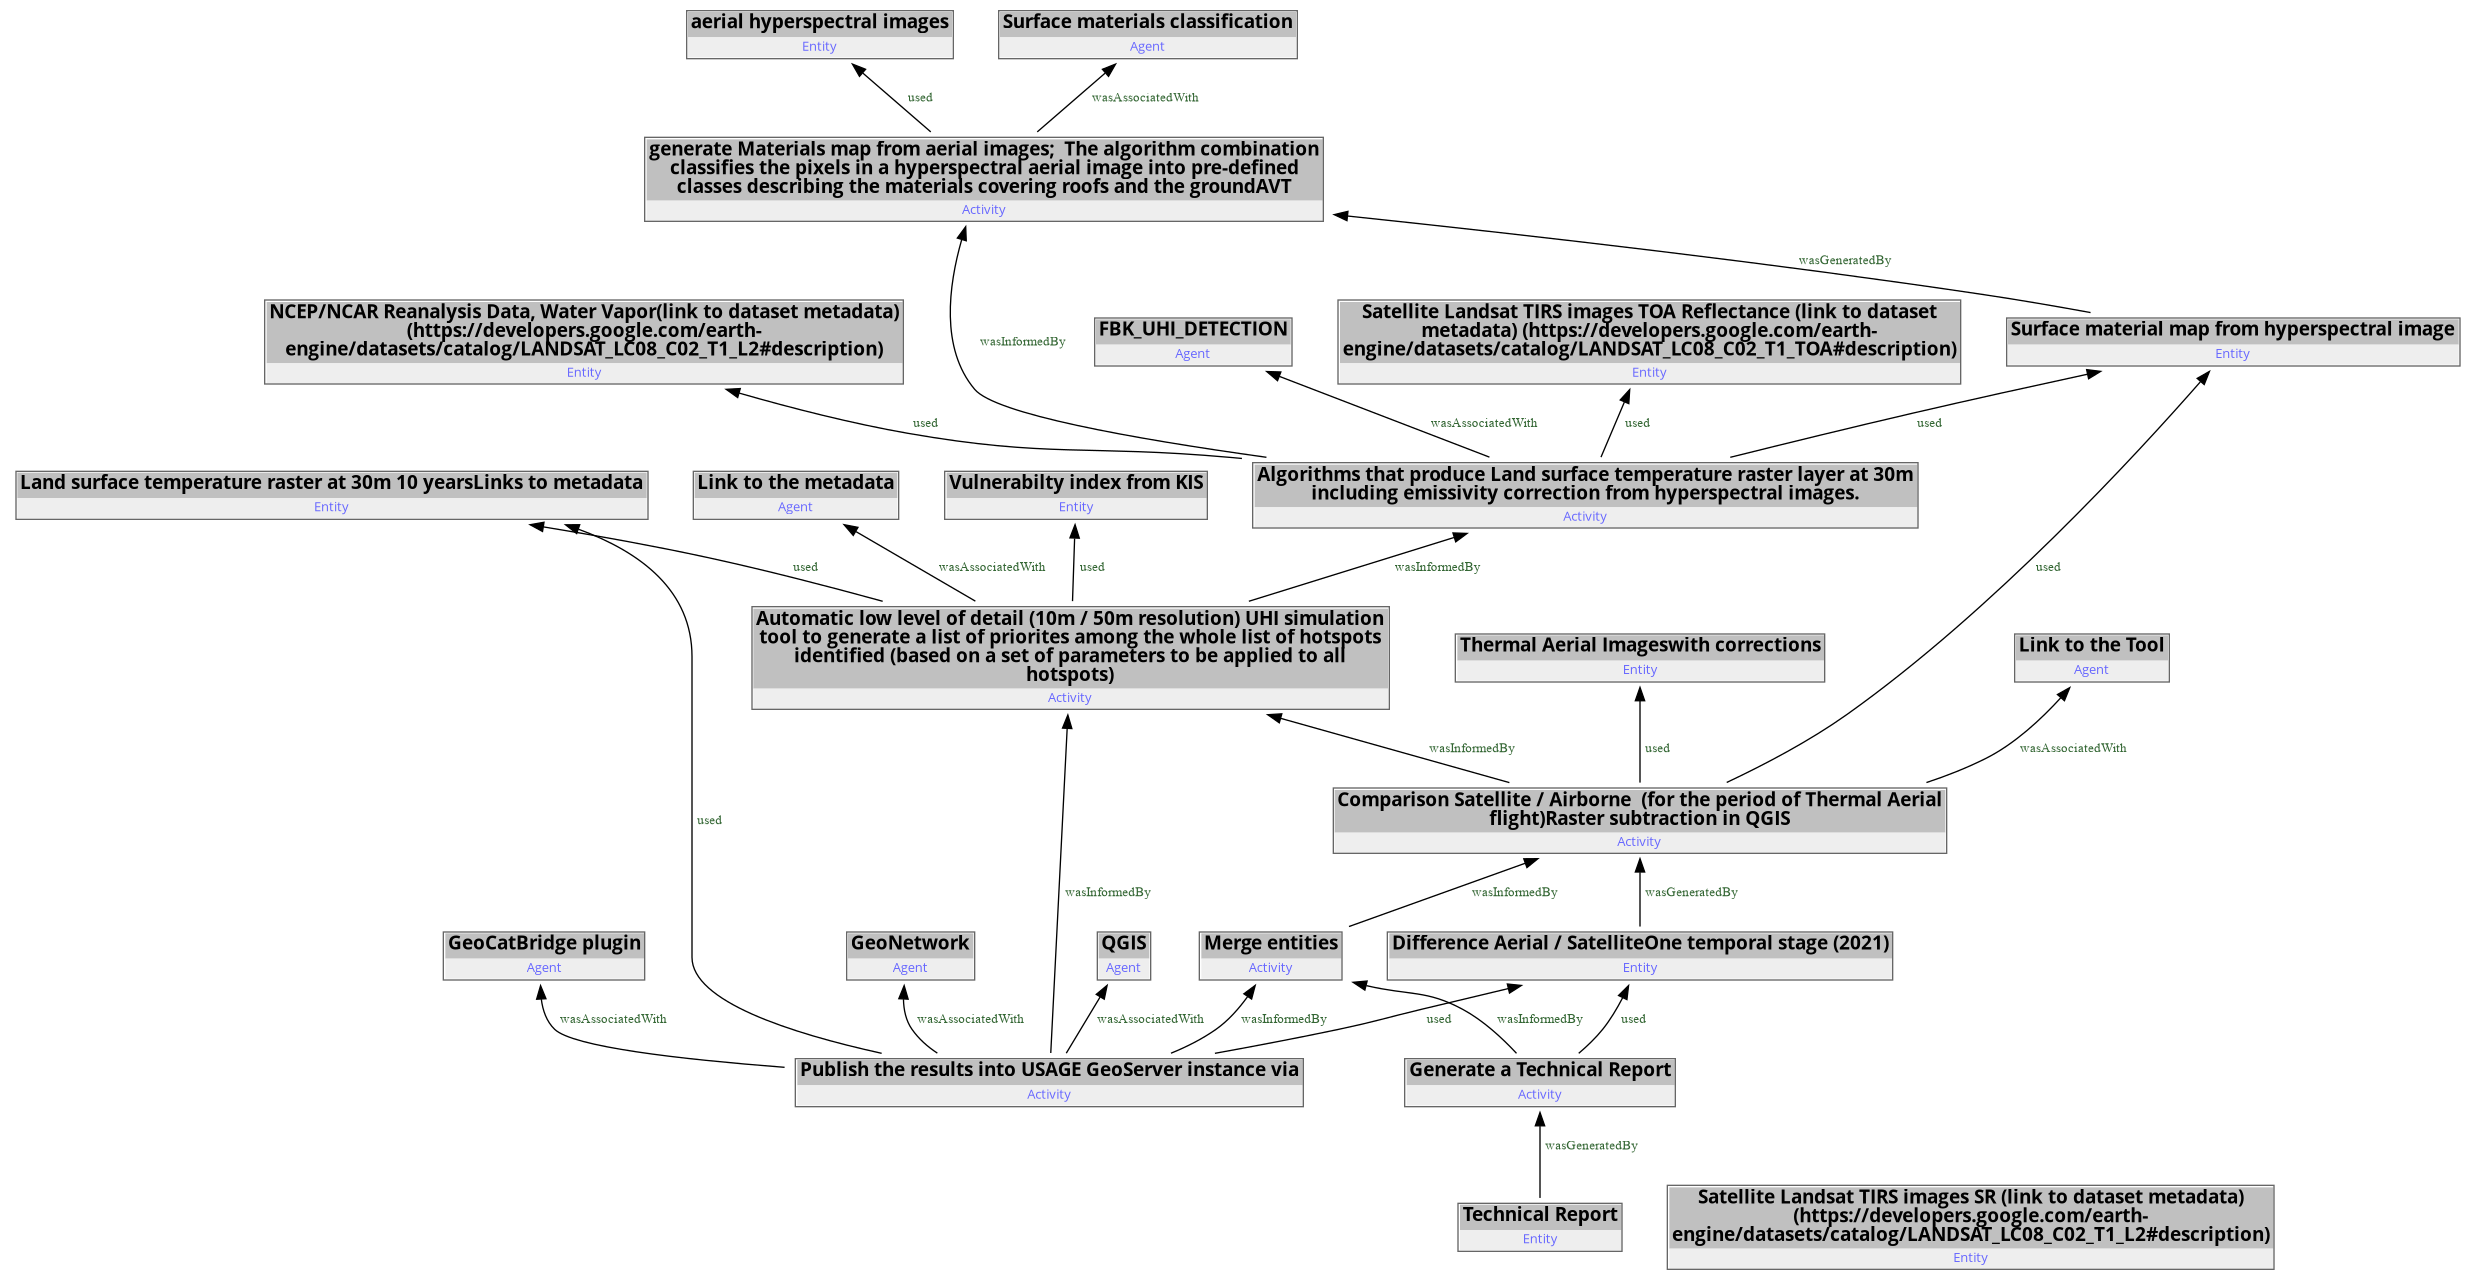 aerial hyperspectral images
Entity
Surface materials classification
Agent
used
wasAssociatedWith
generate Materials map from aerial images;  The algorithm combination
classifies the pixels in a hyperspectral aerial image into pre-defined
classes describing the materials covering roofs and the groundAVT
Activity
wasGeneratedBy
NCEP/NCAR Reanalysis Data, Water Vapor(link to dataset metadata)
(https://developers.google.com/earth-
engine/datasets/catalog/LANDSAT_LC08_C02_T1_L2#description)
Entity
wasInformedBy
FBK_UHI_DETECTION
Agent
Satellite Landsat TIRS images TOA Reflectance (link to dataset
metadata) (https://developers.google.com/earth-
engine/datasets/catalog/LANDSAT_LC08_C02_T1_TOA#description)
Entity
Surface material map from hyperspectral image
Entity
used
wasAssociatedWith
used
used
Land surface temperature raster at 30m 10 yearsLinks to metadata
Entity
Link to the metadata
Agent
Vulnerabilty index from KIS
Entity
Algorithms that produce Land surface temperature raster layer at 30m
including emissivity correction from hyperspectral images.
Activity
used
wasAssociatedWith
used
wasInformedBy
used
Automatic low level of detail (10m / 50m resolution) UHI simulation
tool to generate a list of priorites among the whole list of hotspots
identified (based on a set of parameters to be applied to all
hotspots)
Activity
Thermal Aerial Imageswith corrections
Entity
Link to the Tool
Agent
wasInformedBy
used
wasAssociatedWith
used
Comparison Satellite / Airborne  (for the period of Thermal Aerial
flight)Raster subtraction in QGIS
Activity
wasInformedBy
wasInformedBy
wasGeneratedBy
GeoCatBridge plugin
Agent
GeoNetwork
Agent
QGIS
Agent
Merge entities
Activity
Difference Aerial / SatelliteOne temporal stage (2021)
Entity
wasAssociatedWith
wasAssociatedWith
wasAssociatedWith
wasInformedBy
used
wasInformedBy
used
Publish the results into USAGE GeoServer instance via
Activity
Generate a Technical Report
Activity
wasGeneratedBy
Technical Report
Entity
Satellite Landsat TIRS images SR (link to dataset metadata)
(https://developers.google.com/earth-
engine/datasets/catalog/LANDSAT_LC08_C02_T1_L2#description)
Entity